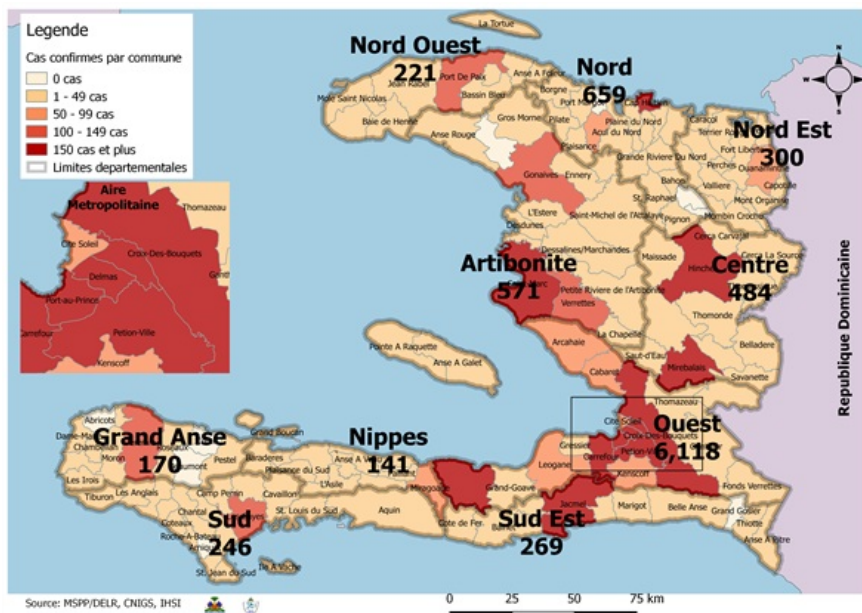 Legende
Cas confirmes par commune
0 cas
1 - 49 cas
50 - 99 cas
100 - 149 cas
150 cas et plus
Limites departementales
Aire
Metropolitaine
Thomazeau
Cite Soleil
Croix-Des-Bouquets
Delmas
Port-au-Prince
Carrefour
Petion-Ville
Kenscoff
La Tortue
Nord Ouest
221
Port De Paix
Anse A Foleur
Jean Rabel
Bassin Bleu
Mole Saint Nicolas
Baie de Henne
Anse Rouge
Gros Morne
Nord
659
Borgne
Pilate
Plaine du Nord
Acul du Nord
Plaisance
Grande Riviere Du Nord
Bahon
St. Raphael
Pignon
Caracol
Nord Est
300
Fort Liberte
Perches
Ouanaminthe
Capotille
Valliere
Mont Organise
Mombin Crochu
Gonaives
Ennery
L'Estere
Desdunes
Saint-Michel de l'Attalaye
Dessalines/Marchandes
Artibonite
571
Petite Riviere de l'Artibonite
Verrettes
La Chapelle
Cerca Carvajal
Cerca La Source
Maissade
Centre
484
Thomonde
Belladere
Saut-d'Eau
Mirebalais
Savanette
Arcahaie
Cabaret
Pointe A Raquette
Anse A Galet
Thomazeau
Cite Soleil
Ouest
6,118
Croix-Des-Bouquets
Gressier
Carrefour
Petion-Ville
Kenscoff
Leogane
Fonds Verrettes
Abricots
Grand Anse
170
Chambellan
Moron
Les Irois
Pestel
Grand Boucan
Baraderes
Plaisance du Sud
Nippes
141
L'Asile
Miragoane
Grand-Goave
Tiburon
Les Anglais
Camp Perrin
Cavaillon
Chantal
Coteaux
Roche-A-Bateau
Sud
246
St. Louis du Sud
Aquin
St. Jean du Sud
Ile A Vache
Cote de Fer
Jacmel
Sud Est
269
Marigot
Belle Anse
Grand Gosier
Thiotte
Anse A Pitre
Republique Dominicaine
N
W
E
S
Source: MSPP/DELR, CNIGS, IHSI
0 25 50 75 km